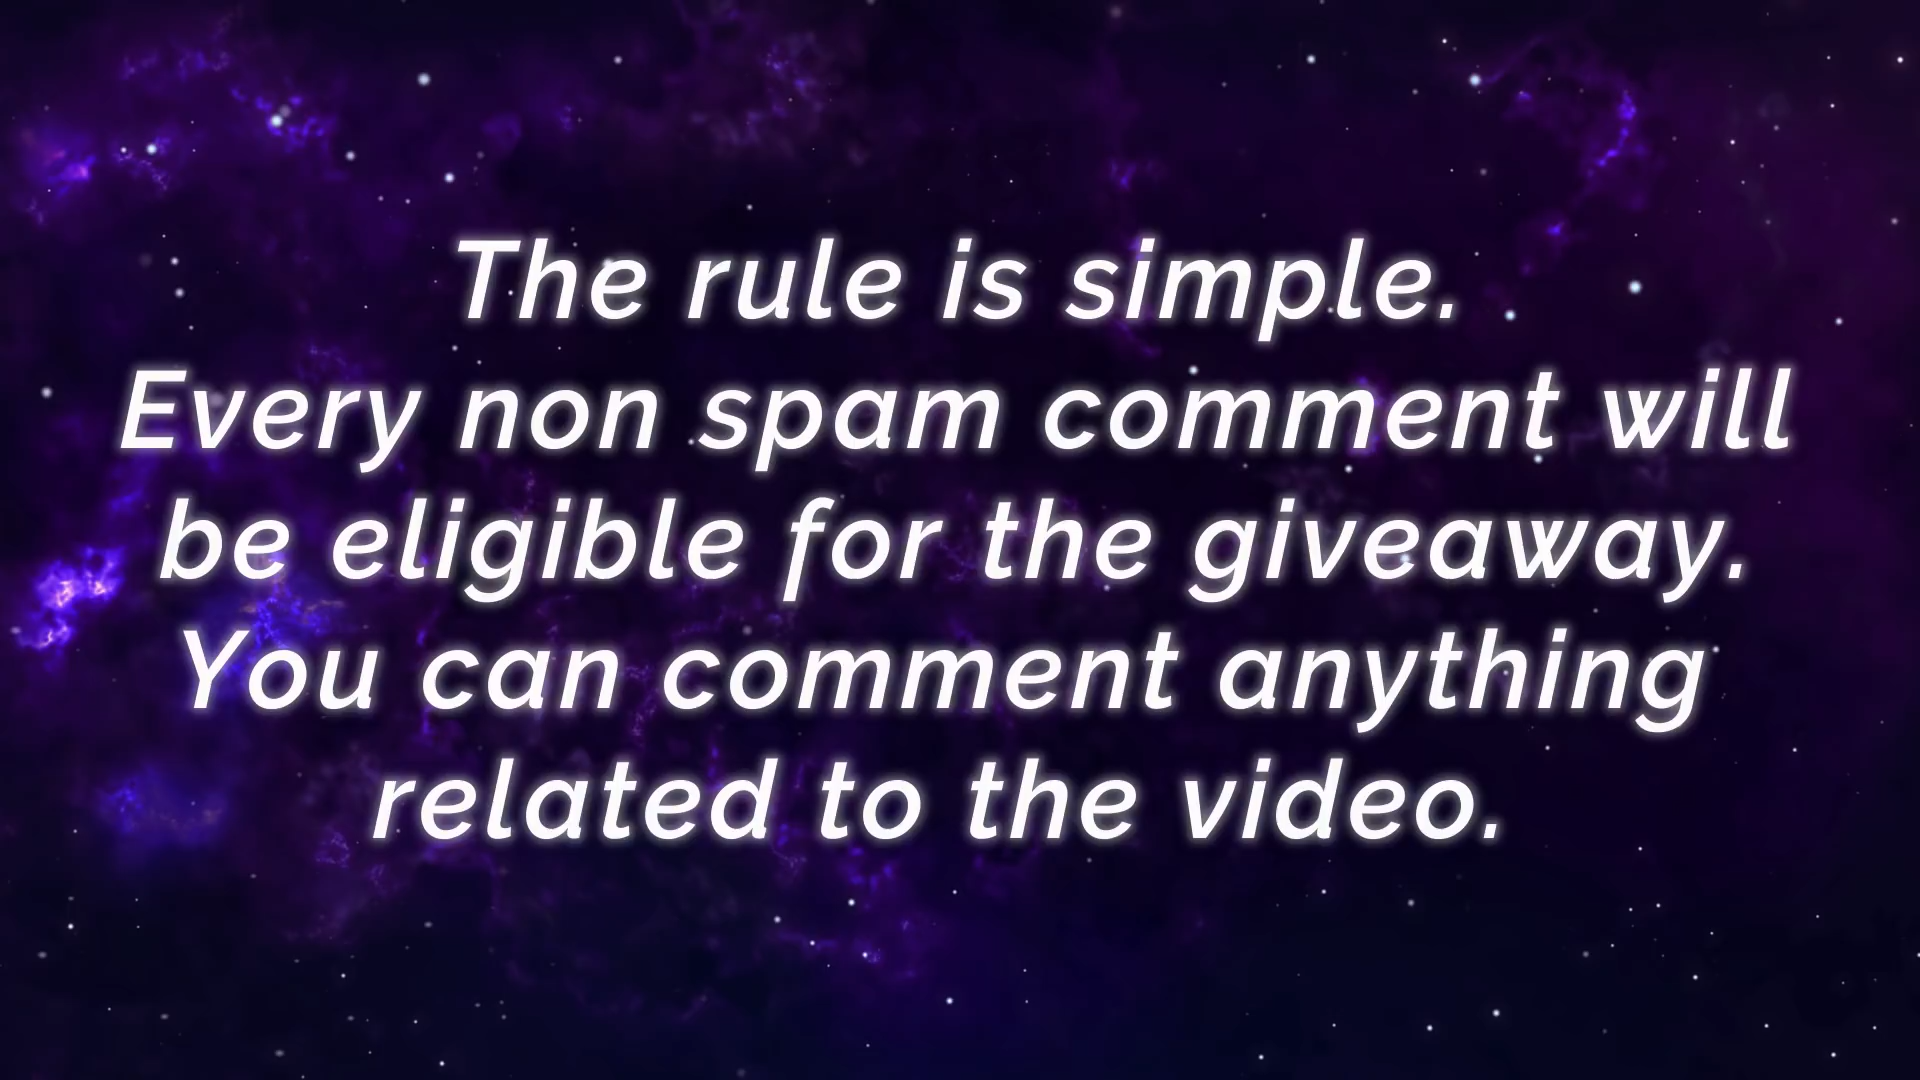 The rule is simple.
Every non spam comment will
be eligible for the giveaway.
You can comment anything
related to the video.